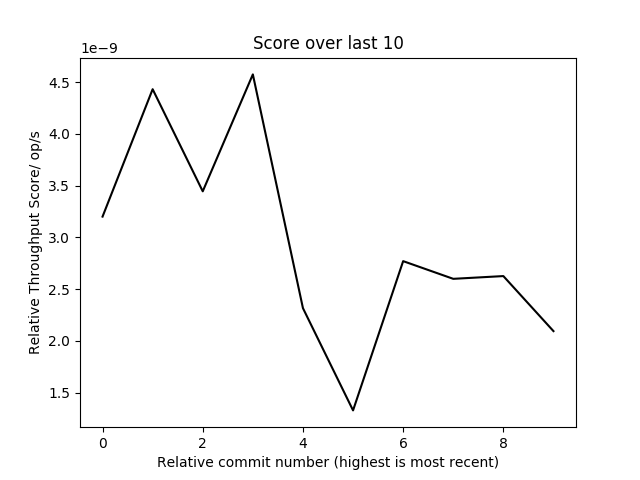 Score over last 10
1e−9
4.5
4.0
3.5
3.0
2.5
2.0
1.5
Relative Throughput Score/ op/s
0 2 4 6 8
Relative commit number (highest is most recent)